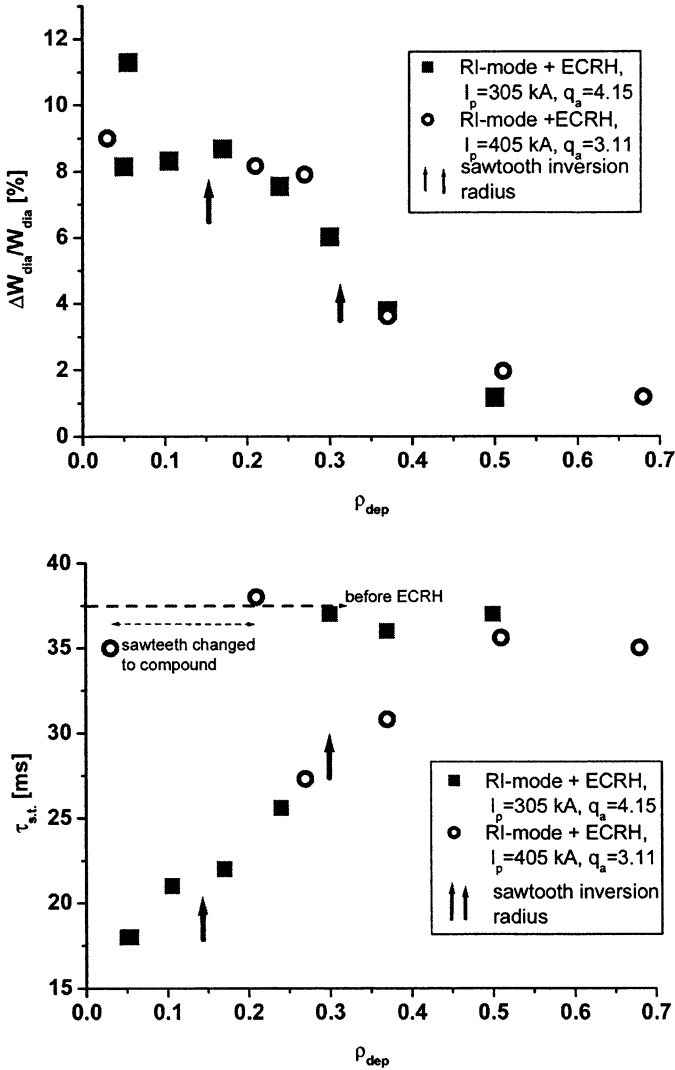 12
10
8
6
4
2
0
ΔW_dia/W_dia [%]
RI-mode + ECRH,
I_p=305 kA, q_a=4.15
RI-mode +ECRH,
I_p=405 kA, q_a=3.11
sawtooth inversion
radius
0.0 0.1 0.2 0.3 0.4 0.5 0.6 0.7
ρ_dep
40
35
30
25
20
15
τ_s.t. [ms]
before ECRH
sawteeth changed
to compound
RI-mode + ECRH,
I_p=305 kA, q_a=4.15
RI-mode + ECRH,
I_p=405 kA, q_a=3.11
sawtooth inversion
radius
0.0 0.1 0.2 0.3 0.4 0.5 0.6 0.7
ρ_dep